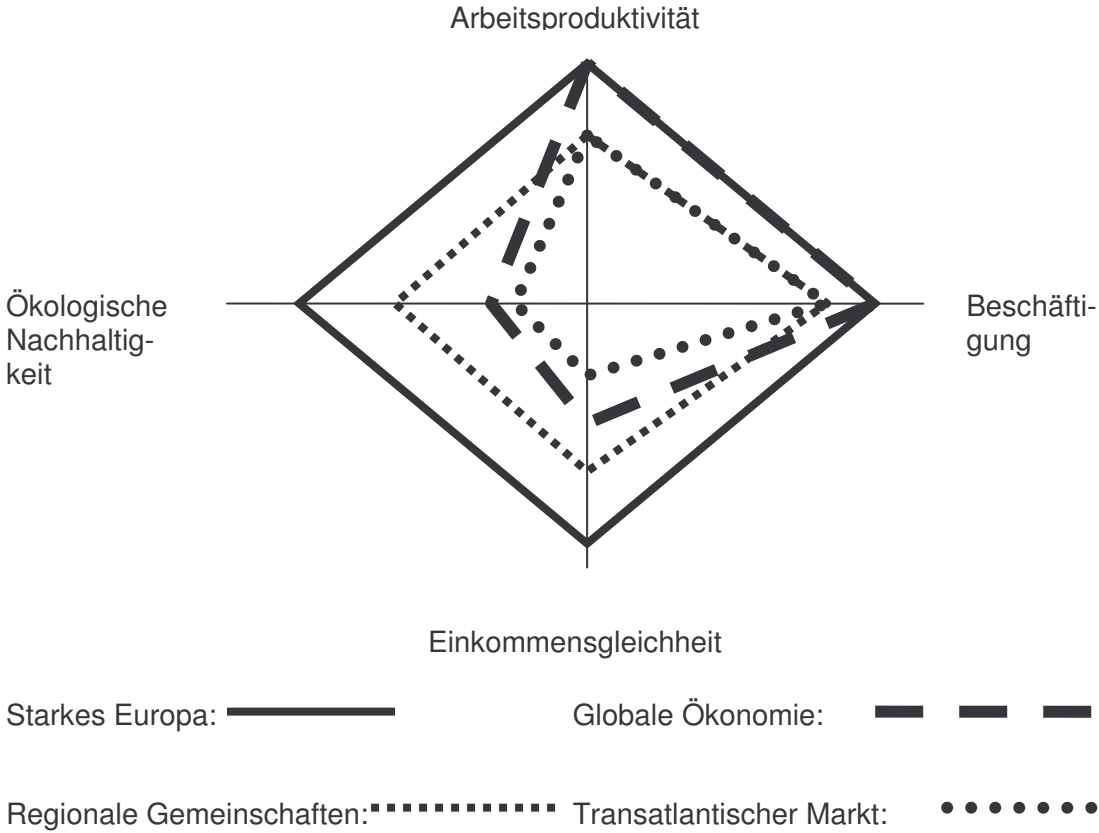 Arbeitsproduktivität
Ökologische
Nachhaltig-
keit
Beschäfti-
gung
Einkommensgleichheit
Starkes Europa:
Globale Ökonomie:
Regionale Gemeinschaften:
Transatlantischer Markt: